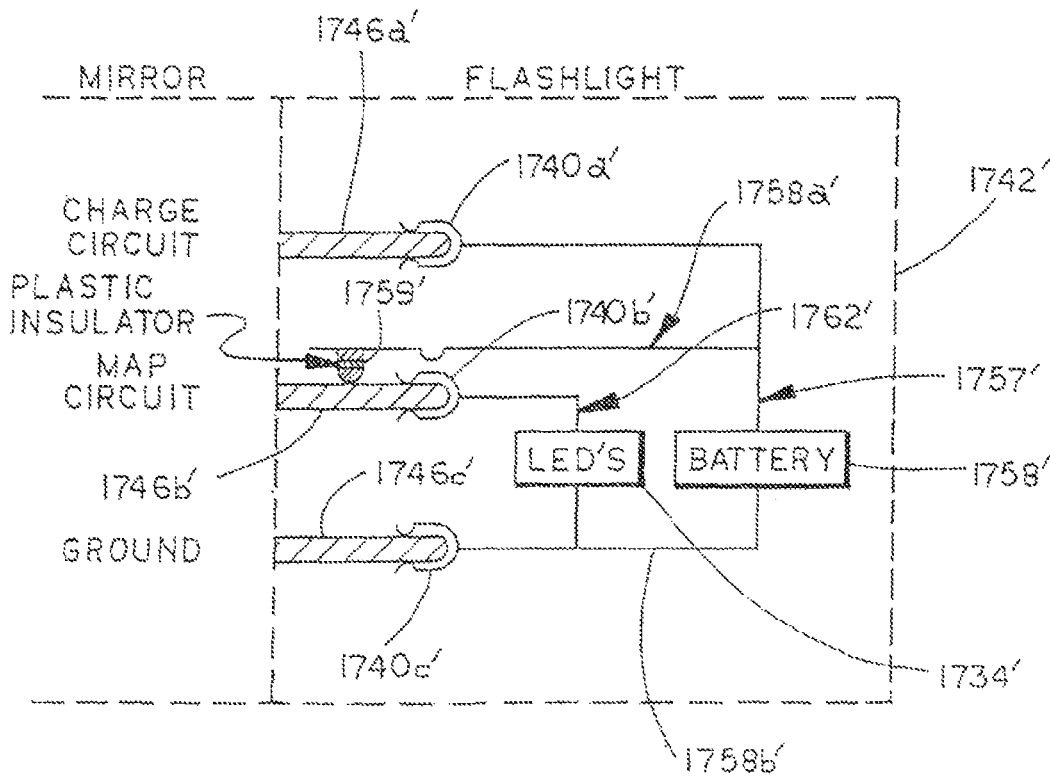 1746a'
MIRROR
FLASHLIGHT
1740a'
1758a'
1742'
CHARGE
CIRCUIT
1759'
PLASTIC
INSULATOR
1740b'
1762'
MAP
CIRCUIT
1757'
LED'S
BATTERY
1746b'
1746c'
1758'
GROUND
1740c'
1734'
1758b'